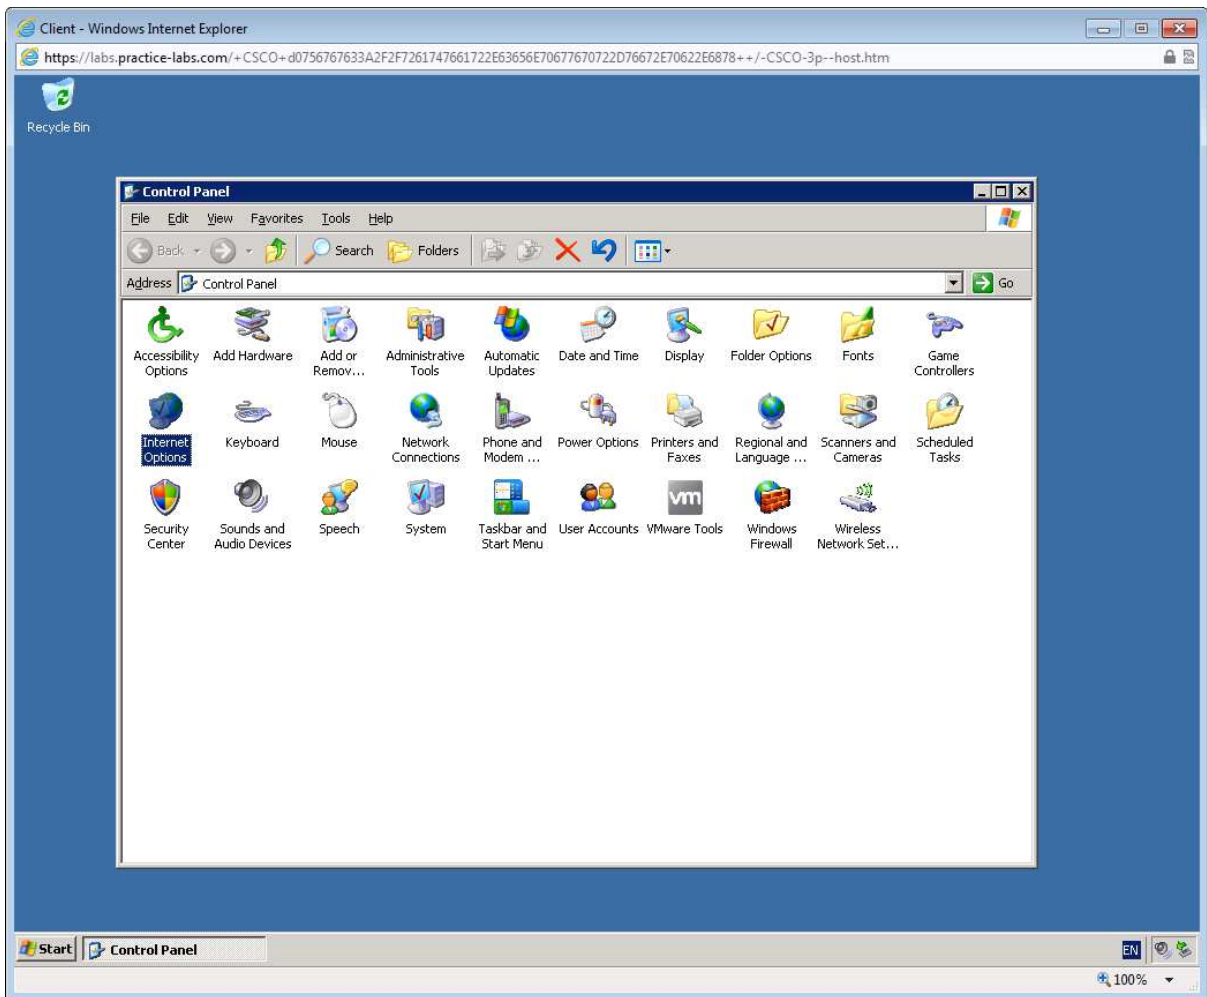 Client - Windows Internet Explorer
https://labs.practice-labs.com/+CSCO+d0756767633A2F2F7261747661722E63656E70677670722D76672E70622E6878++/-CSCO-3p--host.htm
Recycle Bin
Control Panel
File Edit View Favorites Tools Help
Back Search Folders
Address Control Panel Go
Accessibility Options
Add Hardware
Add or Remov...
Administrative Tools
Automatic Updates
Date and Time
Display
Folder Options
Fonts
Game Controllers
Internet Options
Keyboard
Mouse
Network Connections
Phone and Modem ...
Power Options
Printers and Faxes
Regional and Language ...
Scanners and Cameras
Scheduled Tasks
Security Center
Sounds and Audio Devices
Speech
System
Taskbar and Start Menu
User Accounts
vm
VMware Tools
Windows Firewall
Wireless Network Set...
Start Control Panel EN
100%